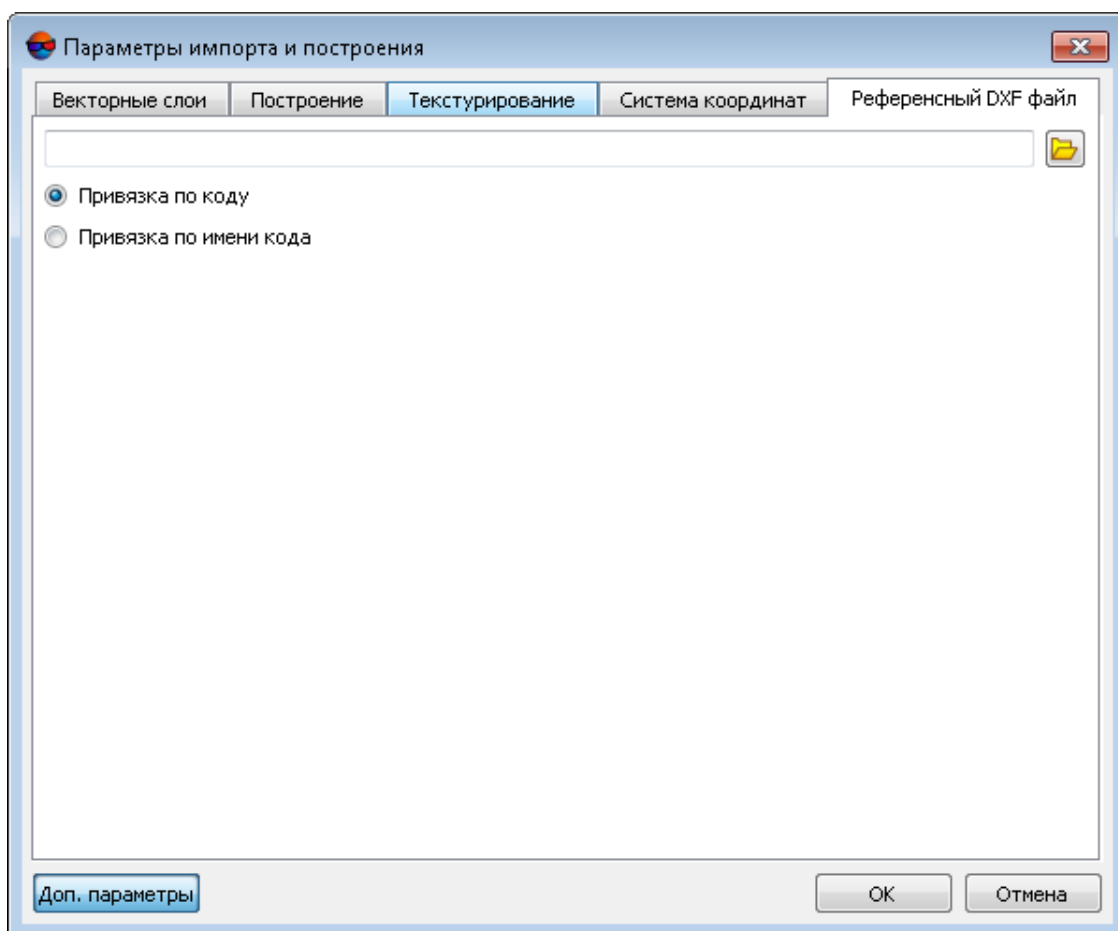 Параметры импорта и построения
Векторные слои Построение Текстурирование Система координат Референсный DXF файл
Привязка по коду
Привязка по имени кода
Доп. параметры OK Отмена